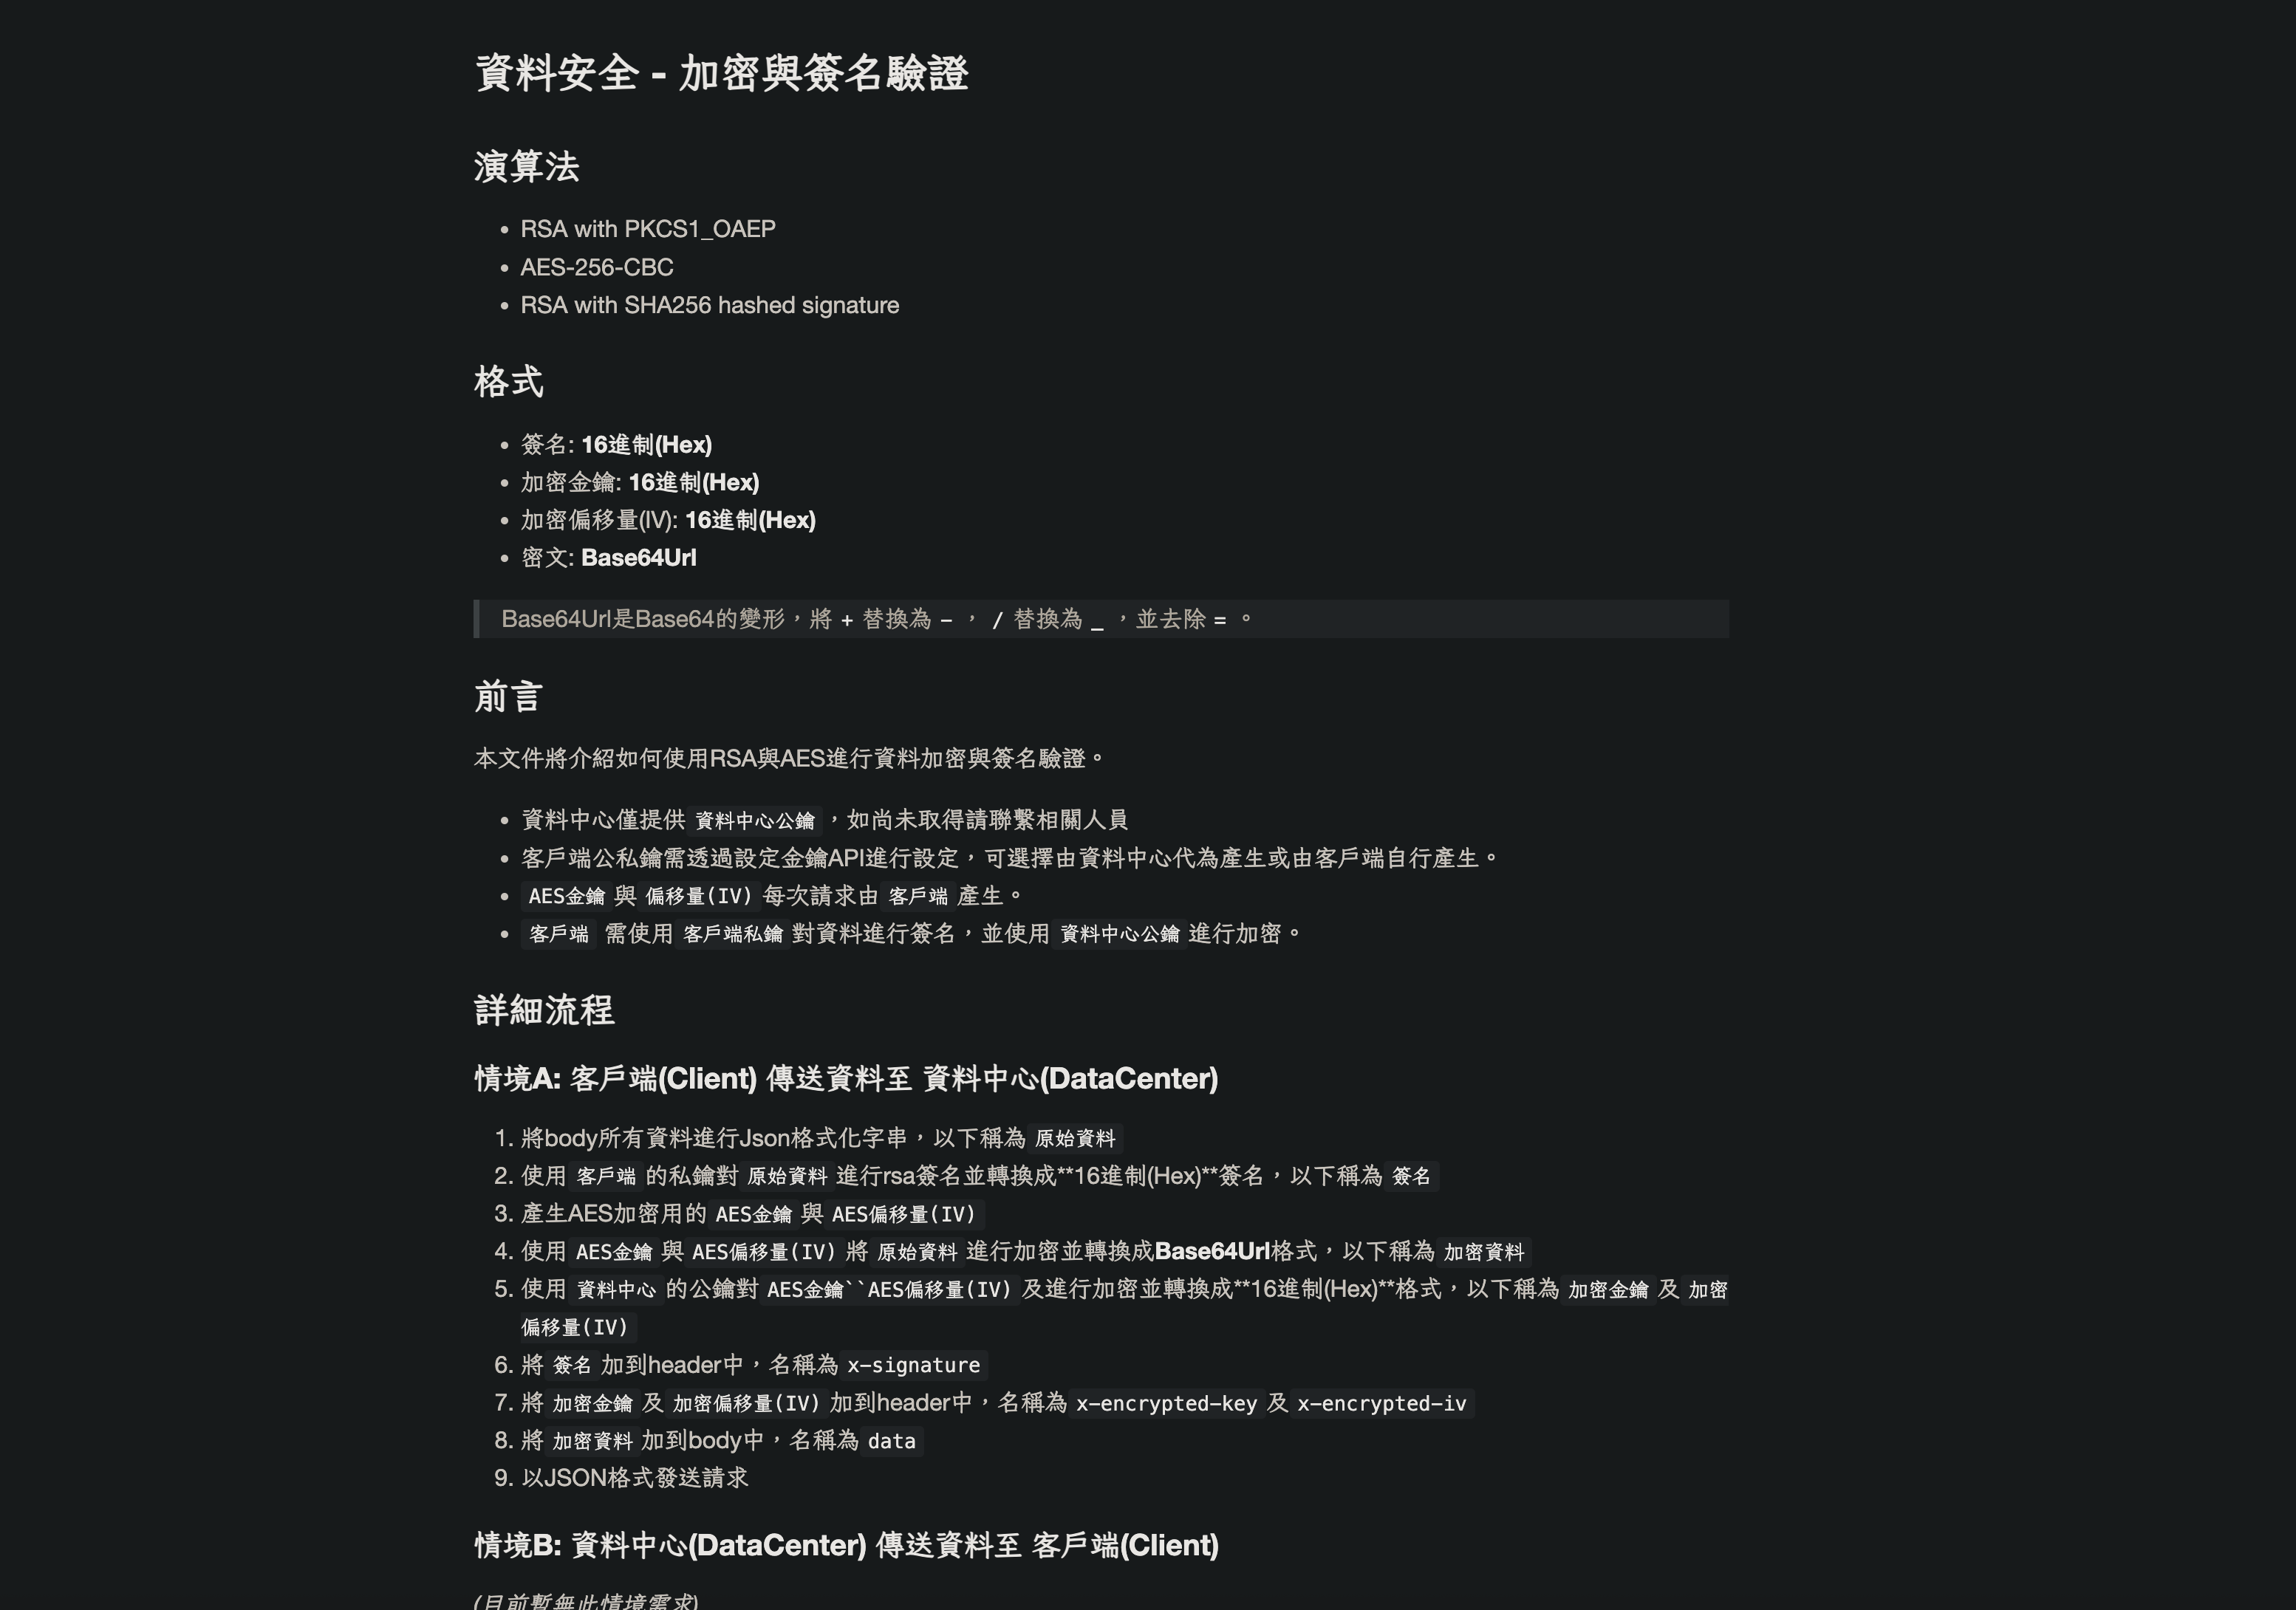 資料安全 - 加密與簽名驗證
演算法
• RSA with PKCS1_OAEP
• AES-256-CBC
• RSA with SHA256 hashed signature
格式
• 簽名: 16進制(Hex)
• 加密金鑰: 16進制(Hex)
• 加密偏移量(IV): 16進制(Hex)
• 密文: Base64Url
Base64Url是Base64的變形，將 + 替換為 - ， / 替換為 _ ，並去除 = 。
前言
本文件將介紹如何使用RSA與AES進行資料加密與簽名驗證。
• 資料中心僅提供 資料中心公鑰 ，如尚未取得請聯繫相關人員
• 客戶端公私鑰需透過設定金鑰API進行設定，可選擇由資料中心代為產生或由客戶端自行產生。
• AES金鑰 與 偏移量(IV) 每次請求由 客戶端 產生。
• 客戶端 需使用 客戶端私鑰 對資料進行簽名，並使用 資料中心公鑰 進行加密。
詳細流程
情境A: 客戶端(Client) 傳送資料至 資料中心(DataCenter)
1. 將body所有資料進行Json格式化字串，以下稱為 原始資料
2. 使用 客戶端 的私鑰對 原始資料 進行rsa簽名並轉換成**16進制(Hex)**簽名，以下稱為 簽名
3. 產生AES加密用的 AES金鑰 與 AES偏移量(IV)
4. 使用 AES金鑰 與 AES偏移量(IV) 將 原始資料 進行加密並轉換成Base64Url格式，以下稱為 加密資料
5. 使用 資料中心 的公鑰對 AES金鑰``AES偏移量(IV) 及進行加密並轉換成**16進制(Hex)**格式，以下稱為 加密金鑰 及 加密
偏移量(IV)
6. 將 簽名 加到header中，名稱為 x-signature
7. 將 加密金鑰 及 加密偏移量(IV) 加到header中，名稱為 x-encrypted-key 及 x-encrypted-iv
8. 將 加密資料 加到body中，名稱為 data
9. 以JSON格式發送請求
情境B: 資料中心(DataCenter) 傳送資料至 客戶端(Client)
(目前暫無此情境需求)